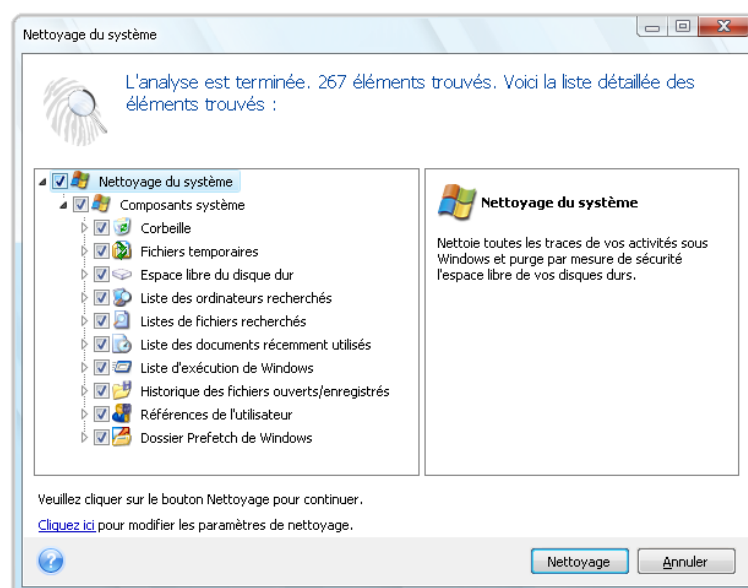 Nettoyage du système
L'analyse est terminée. 267 éléments trouvés. Voici la liste détaillée des
éléments trouvés :
Nettoyage du système
Composants système
Corbeille
Fichiers temporaires
Espace libre du disque dur
Liste des ordinateurs recherchés
Listes de fichiers recherchés
Liste des documents récemment utilisés
Liste d'exécution de Windows
Historique des fichiers ouverts/enregistrés
Références de l'utilisateur
Dossier Prefetch de Windows
Nettoyage du système
Nettoie toutes les traces de vos activités sous
Windows et purge par mesure de sécurité
l'espace libre de vos disques durs.
Veuillez cliquer sur le bouton Nettoyage pour continuer.
Cliquez ici pour modifier les paramètres de nettoyage.
Nettoyage
Annuler